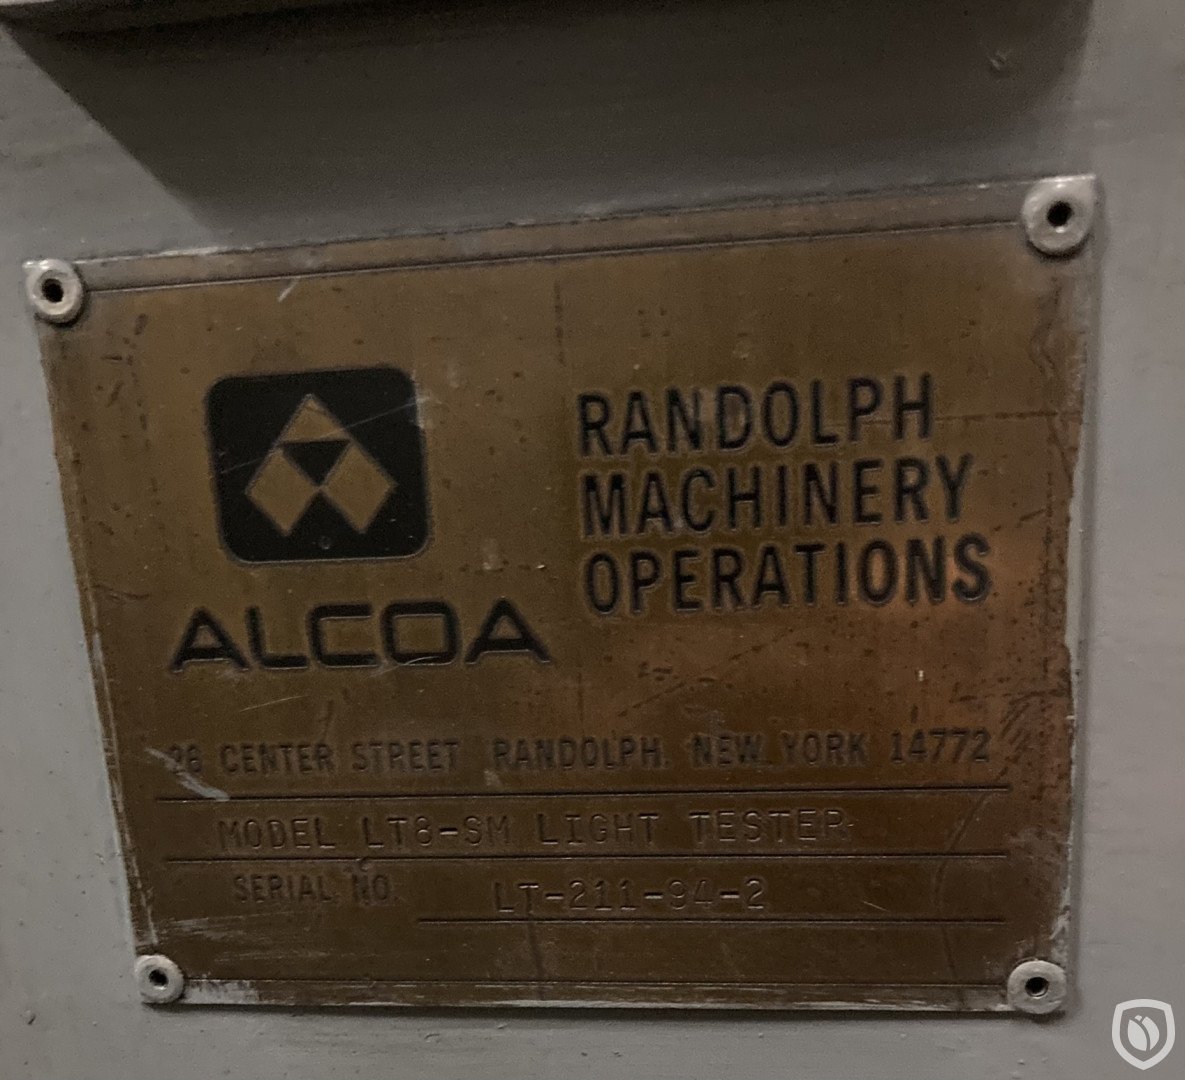 ALCOA
RANDOLPH
MACHINERY
OPERATIONS
26 CENTER STREET RANDOLPH, NEW YORK 14772
MODEL LT8-SM LIGHT TESTER
SERIAL NO. LT-211-94-2